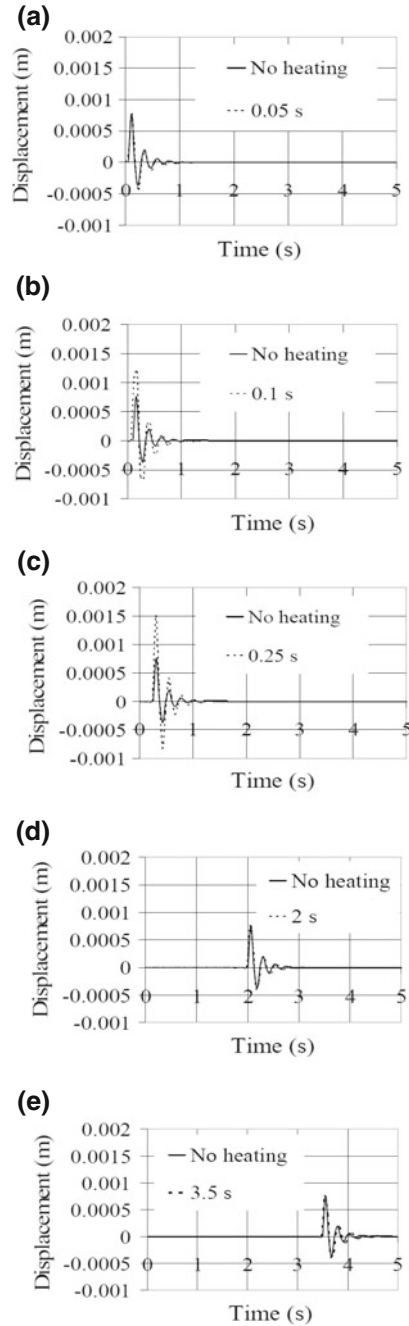 (a)
0.002
0.0015
0.001
0.0005
0
-0.0005
-0.001
Displacement (m)
No heating
0.05 s
0 1 2 3 4 5
Time (s)
(b)
0.002
0.0015
0.001
0.0005
0
-0.0005
-0.001
Displacement (m)
No heating
0.1 s
0 1 2 3 4 5
Time (s)
(c)
0.002
0.0015
0.001
0.0005
0
-0.0005
-0.001
Displacement (m)
No heating
0.25 s
0 1 2 3 4 5
Time (s)
(d)
0.002
0.0015
0.001
0.0005
0
-0.0005
-0.001
Displacement (m)
No heating
2 s
0 1 2 3 4 5
Time (s)
(e)
0.002
0.0015
0.001
0.0005
0
-0.0005
-0.001
Displacement (m)
No heating
3.5 s
0 1 2 3 4 5
Time (s)